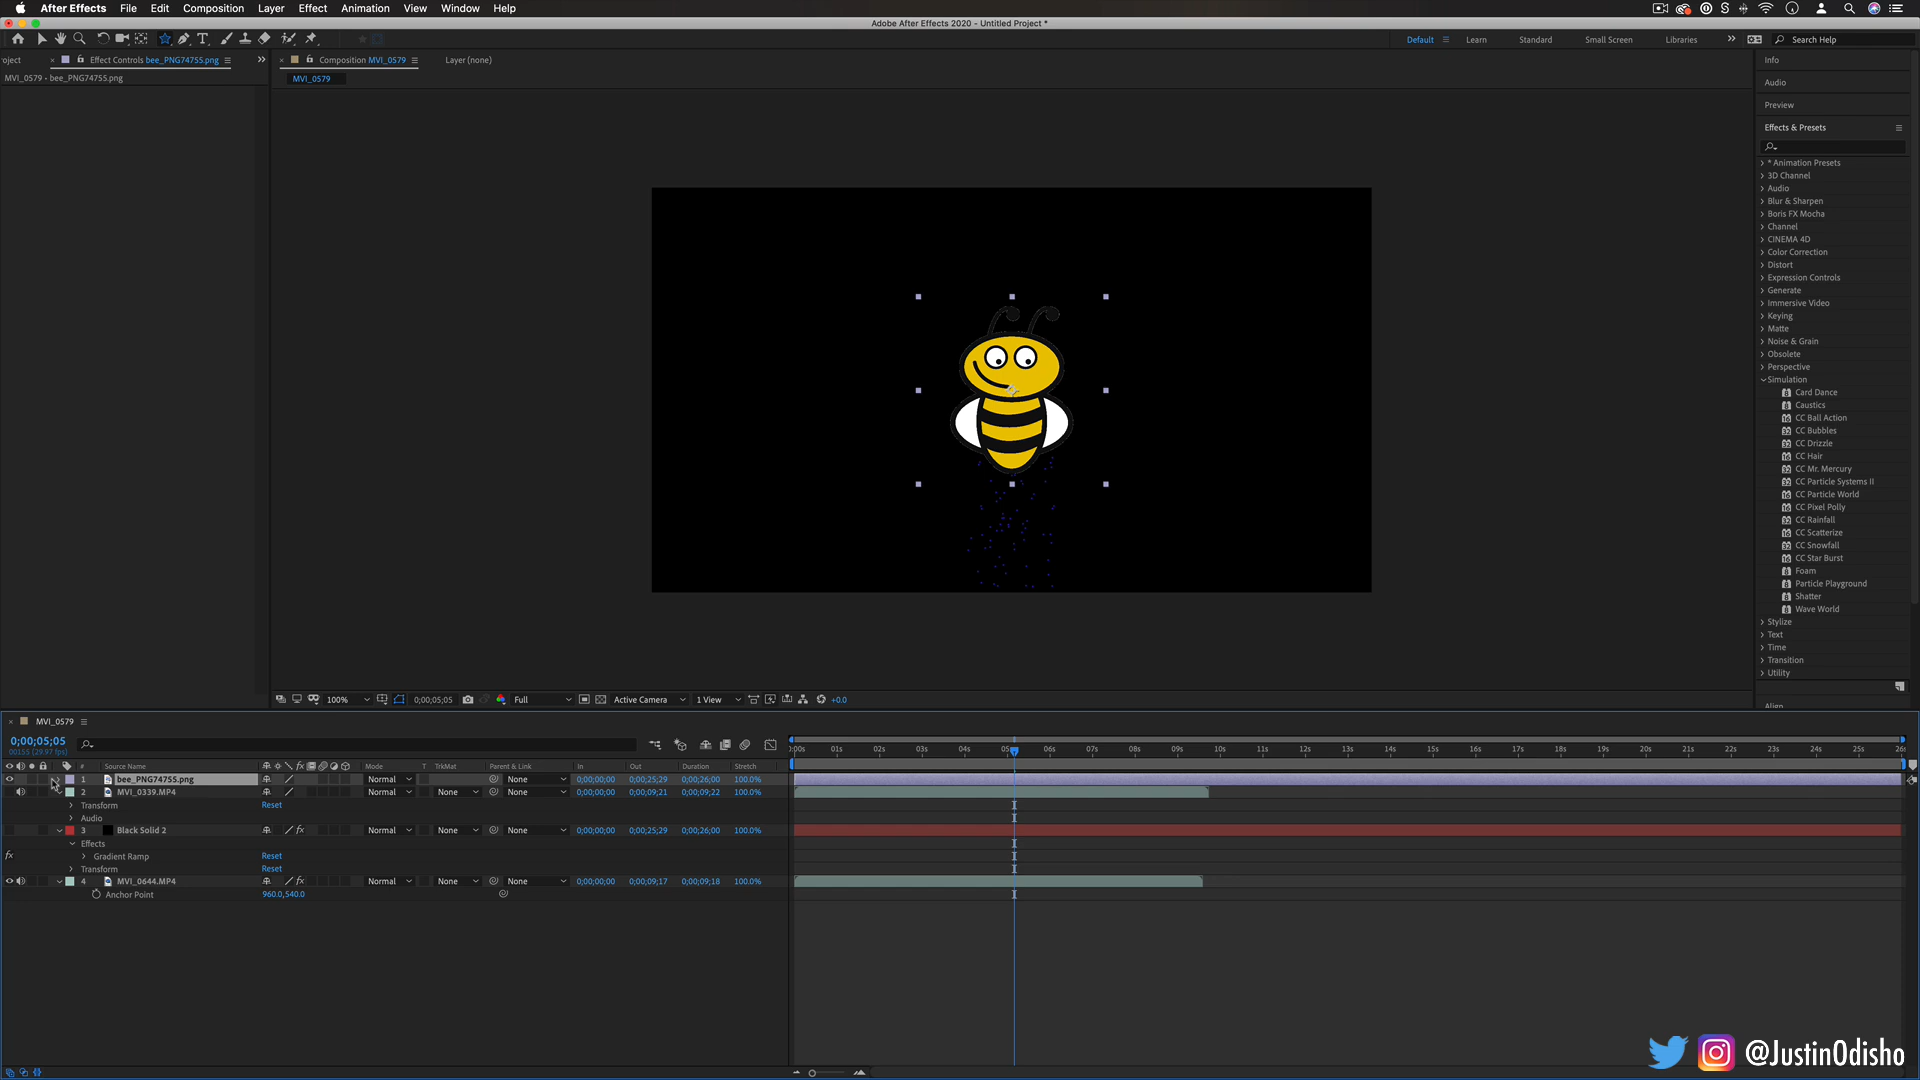 After Effects File Edit Composition Layer Effect Animation View Window Help
Adobe After Effects 2020 - Untitled Project *
Default Learn Standard Small Screen Libraries Search Help
oject Effect Controls bee_PNG74755.png
MVI_0579 • bee_PNG74755.png
Composition MVI_0579 Layer (none)
MVI_0579
Info
Audio
Preview
Effects & Presets
* Animation Presets
3D Channel
Audio
Blur & Sharpen
Boris FX Mocha
Channel
CINEMA 4D
Color Correction
Distort
Expression Controls
Generate
Immersive Video
Keying
Matte
Noise & Grain
Obsolete
Perspective
Simulation
Card Dance
Caustics
CC Ball Action
CC Bubbles
CC Drizzle
CC Hair
CC Mr. Mercury
CC Particle Systems II
CC Particle World
CC Pixel Polly
CC Rainfall
CC Scatterize
CC Snowfall
CC Star Burst
Foam
Particle Playground
Shatter
Wave World
Stylize
Text
Time
Transition
Utility
Align
100% 0;00;05;05 Full Active Camera 1 View +0.0
MVI_0579
0;00;05;05
00155 (29.97 fps)
# Source Name Mode T TrkMat Parent & Link In Out Duration Stretch
:00s 01s 02s 03s 04s 05s 06s 07s 08s 09s 10s 11s 12s 13s 14s 15s 16s 17s 18s 19s 20s 21s 22s 23s 24s 25s 26s
1 bee_PNG74755.png Normal None 0;00;00;00 0;00;25;29 0;00;26;00 100.0%
2 MVI_0339.MP4 Normal None None 0;00;00;00 0;00;09;21 0;00;09;22 100.0%
Transform Reset
Audio
3 Black Solid 2 fx Normal None None 0;00;00;00 0;00;25;29 0;00;26;00 100.0%
Effects
fx Gradient Ramp Reset
Transform Reset
4 MVI_0644.MP4 fx Normal None None 0;00;00;00 0;00;09;17 0;00;09;18 100.0%
Anchor Point 960.0,540.0
@JustinOdisho